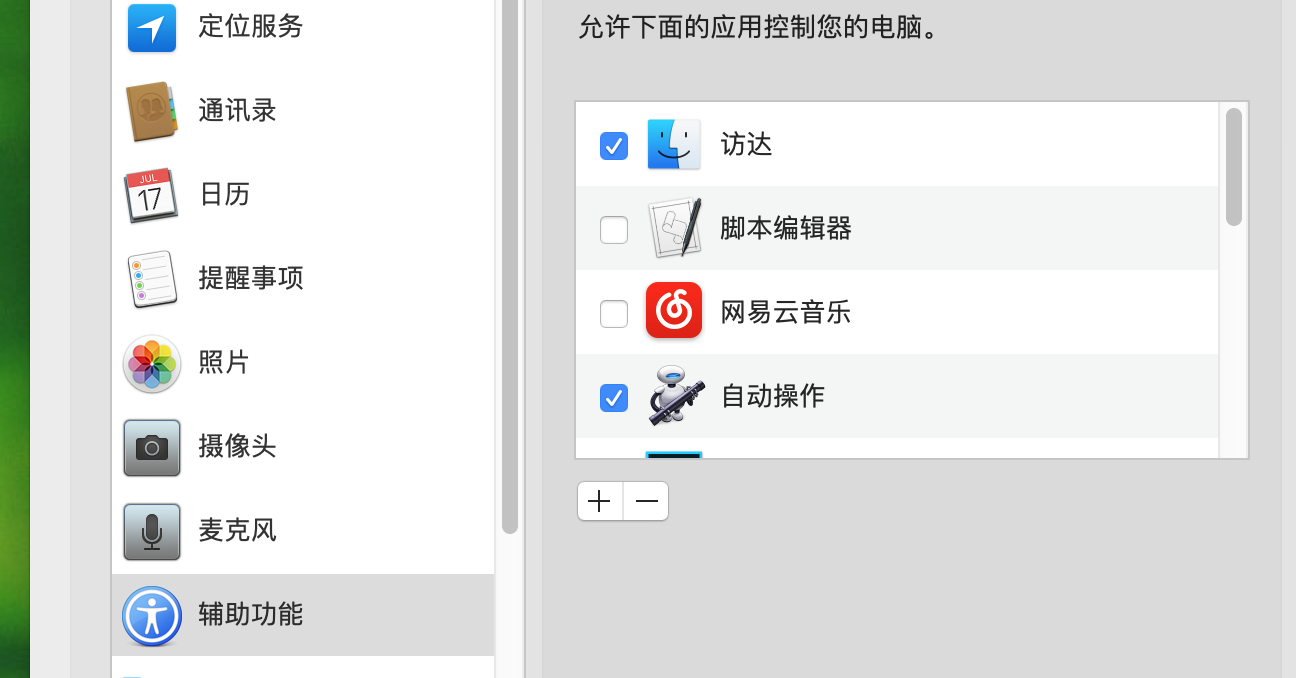 定位服务
通讯录
JUL
17
日历
提醒事项
照片
摄像头
麦克风
辅助功能
允许下面的应用控制您的电脑。
访达
脚本编辑器
网易云音乐
自动操作